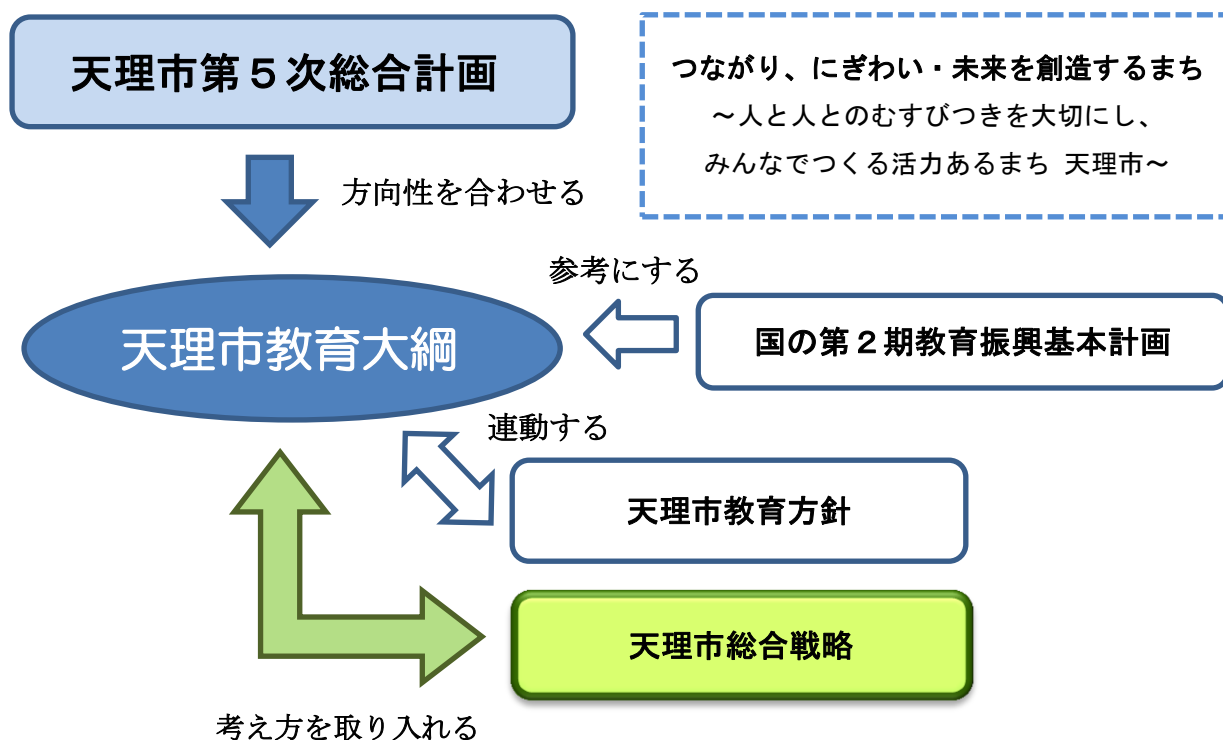 天理市第５次総合計画
つながり、にぎわい・未来を創造するまち
～人と人とのむすびつきを大切にし、
みんなでつくる活力あるまち 天理市～
方向性を合わせる
参考にする
天理市教育大綱
国の第２期教育振興基本計画
連動する
天理市教育方針
天理市総合戦略
考え方を取り入れる